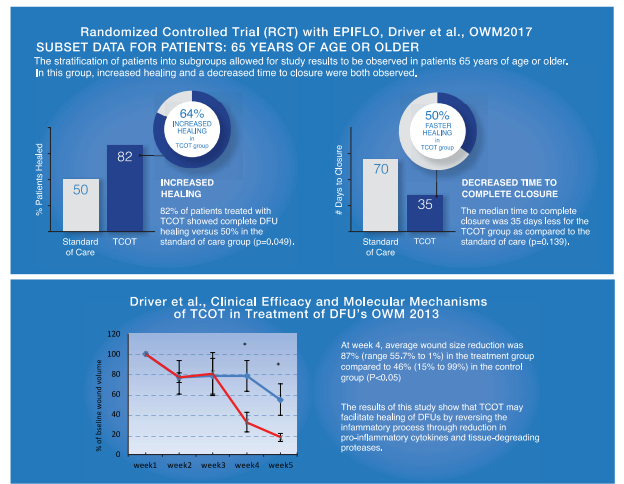 Randomized Controlled Trial (RCT) with EPIFLO, Driver et al., OWM2017
SUBSET DATA FOR PATIENTS: 65 YEARS OF AGE OR OLDER
The stratification of patients into subgroups allowed for study results to be observed in patients 65 years of age or older.
In this group, increased healing and a decreased time to closure were both observed.
% Patients Healed
50
82
Standard
of Care
TCOT
64%
INCREASED
HEALING
in
TCOT group
INCREASED
HEALING
82% of patients treated with
TCOT showed complete DFU
healing versus 50% in the
standard of care group (p=0.049).
# Days to Closure
70
35
Standard
of Care
TCOT
50%
FASTER
HEALING
in
TCOT group
DECREASED TIME TO
COMPLETE CLOSURE
The median time to complete
closure was 35 days less for the
TCOT group as compared to the
standard of care (p=0.139).
Driver et al., Clinical Efficacy and Molecular Mechanisms
of TCOT in Treatment of DFU's OWM 2013
% of bseline wound volume
120
100
80
60
40
20
0
week1 week2 week3 week4 week5
*
*
At week 4, average wound size reduction was
87% (range 55.7% to 1%) in the treatment group
compared to 46% (15% to 99%) in the control
group (P<0.05)
The results of this study show that TCOT may
facilitate healing of DFUs by reversing the
infammatory process through reduction in
pro-inflammatory cytokines and tissue-degreading
proteases.